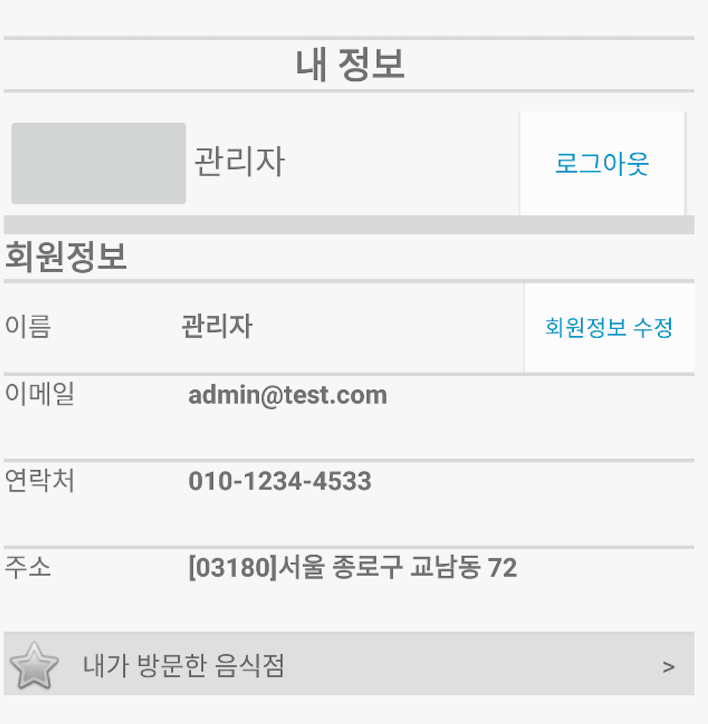 내 정보
관리자 로그아웃
회원정보
이름 관리자 회원정보 수정
이메일 admin@test.com
연락처 010-1234-4533
주소 [03180]서울 종로구 교남동 72
내가 방문한 음식점 >